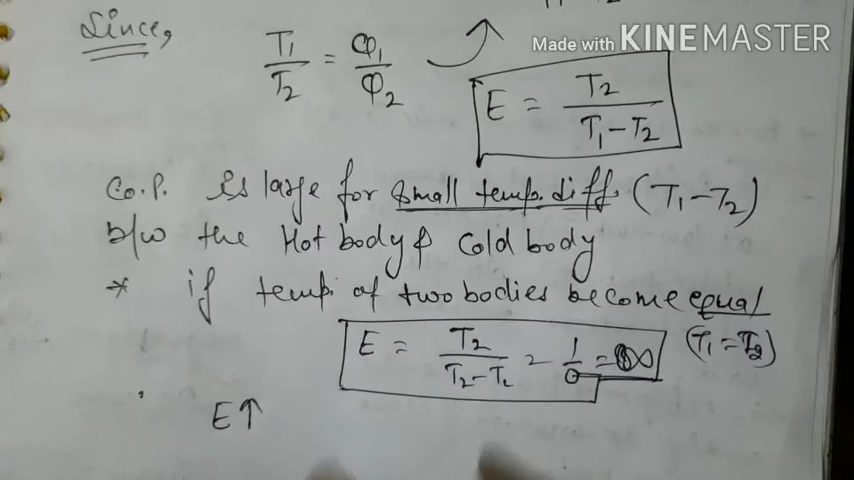 Since,
Made with KINEMASTER
T₁/T₂ = Q₁/Q₂
E = T₂/(T₁-T₂)
Co.P. is large for small temp. diff. (T₁-T₂)
b/w the Hot body & Cold body
* if temp. of two bodies become equal
(T₁=T₂)
E = T₂/(T₂-T₂) = 1/0 = ∞
E↑